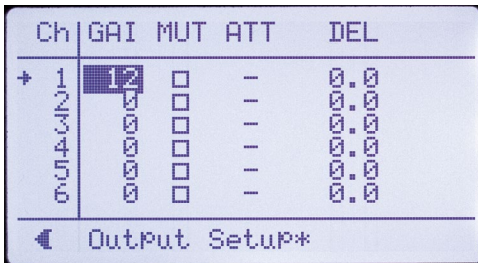 Ch GAI MUT ATT DEL
→ 1 12 □ – 0.0
2 0 □ – 0.0
3 0 □ – 0.0
4 0 □ – 0.0
5 0 □ – 0.0
6 0 □ – 0.0
Output Setup*